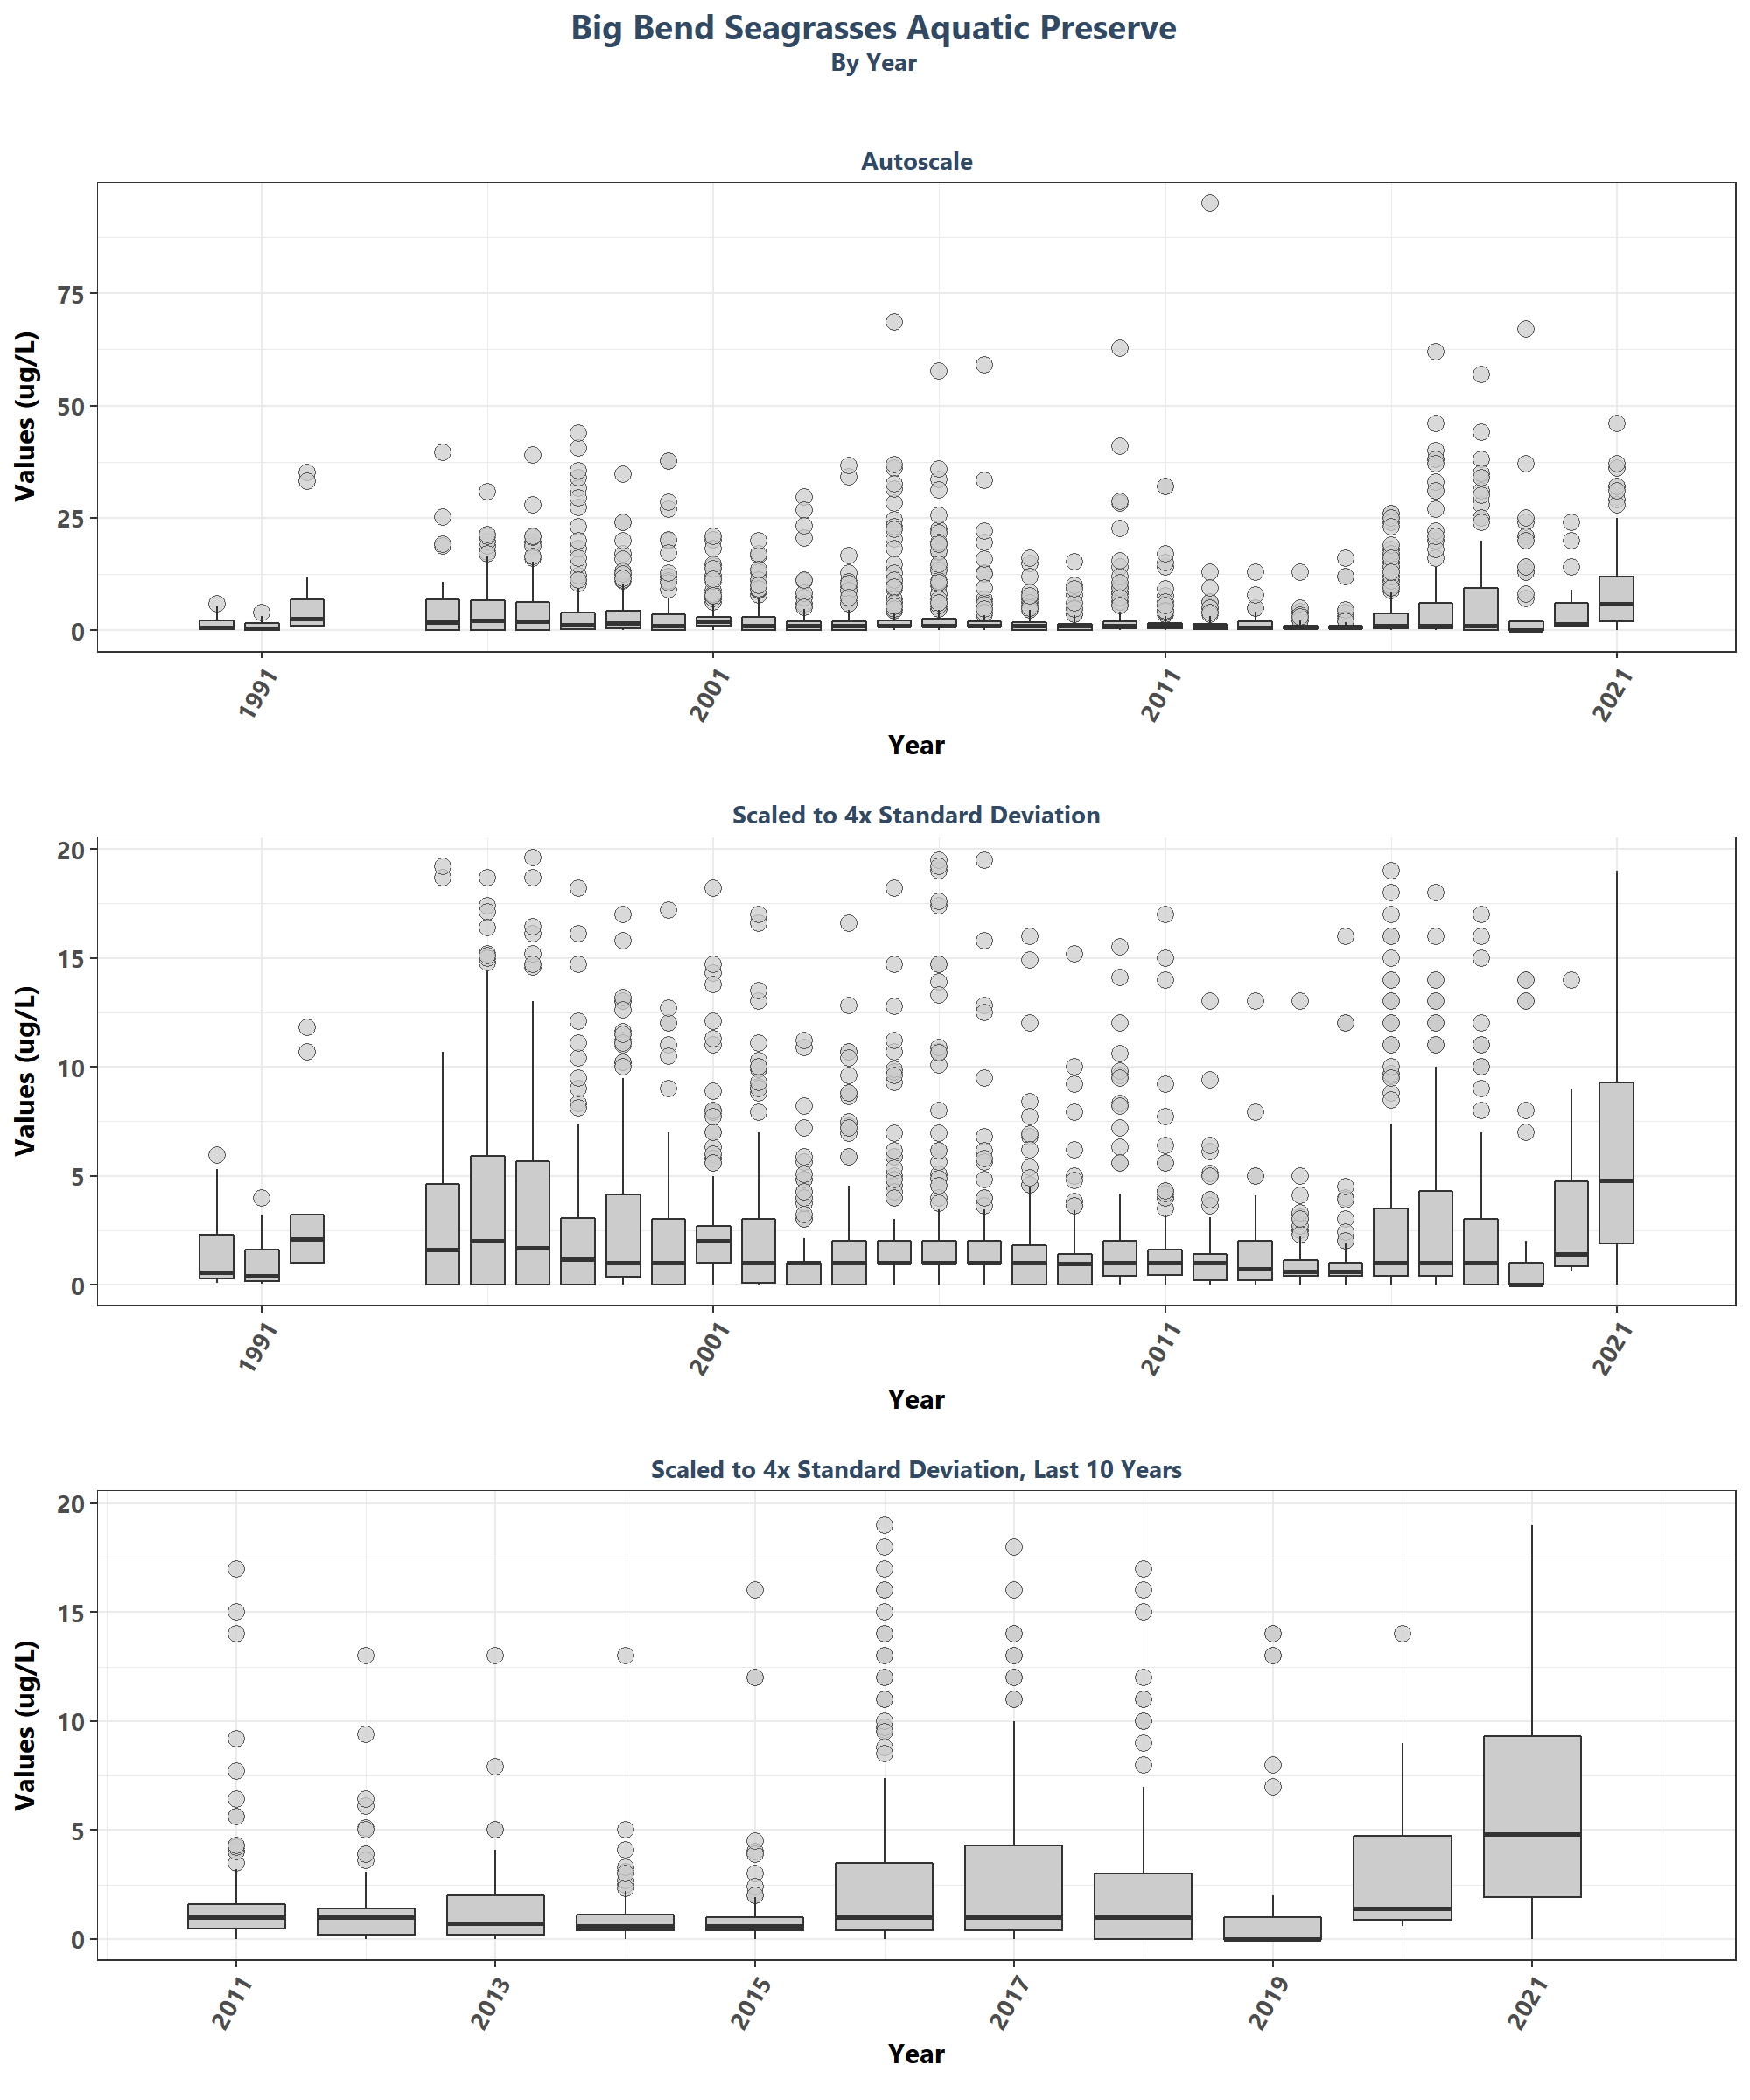 Big Bend Seagrasses Aquatic Preserve
By Year
Autoscale
Values (ug/L)
75
50
25
0
1991
2001
2011
2021
Year
Scaled to 4x Standard Deviation
Values (ug/L)
20
15
10
5
0
1991
2001
2011
2021
Year
Scaled to 4x Standard Deviation, Last 10 Years
Values (ug/L)
20
15
10
5
0
2011
2013
2015
2017
2019
2021
Year